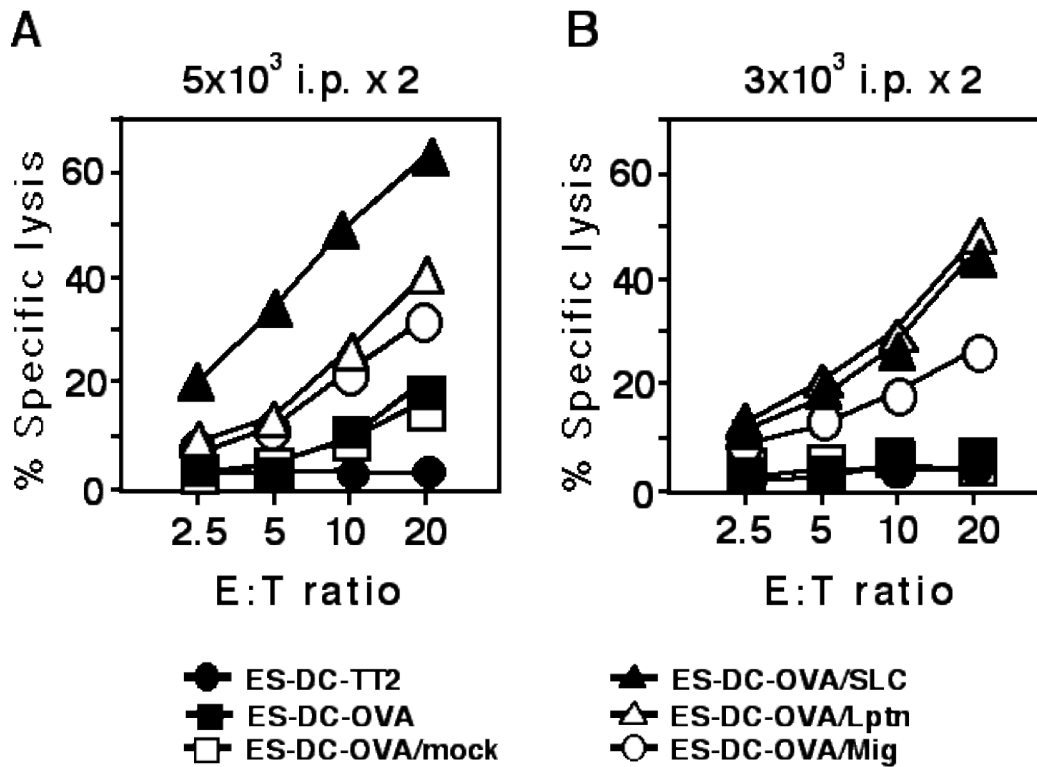 A
B
5x10³ i.p. x 2
3x10³ i.p. x 2
% Specific lysis
60
40
20
0
2.5 5 10 20
E:T ratio
% Specific lysis
60
40
20
0
2.5 5 10 20
E:T ratio
ES-DC-TT2
ES-DC-OVA
ES-DC-OVA/mock
ES-DC-OVA/SLC
ES-DC-OVA/Lptn
ES-DC-OVA/Mig